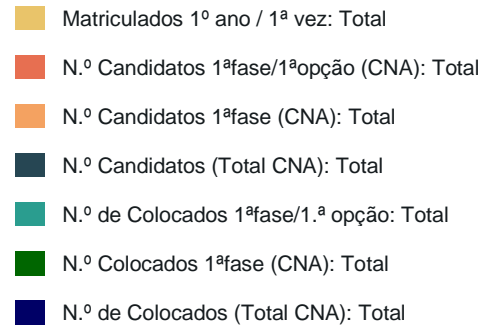 Matriculados 1º ano / 1ª vez: Total
N.º Candidatos 1ªfase/1ªopção (CNA): Total
N.º Candidatos 1ªfase (CNA): Total
N.º Candidatos (Total CNA): Total
N.º de Colocados 1ªfase/1.ª opção: Total
N.º Colocados 1ªfase (CNA): Total
N.º de Colocados (Total CNA): Total